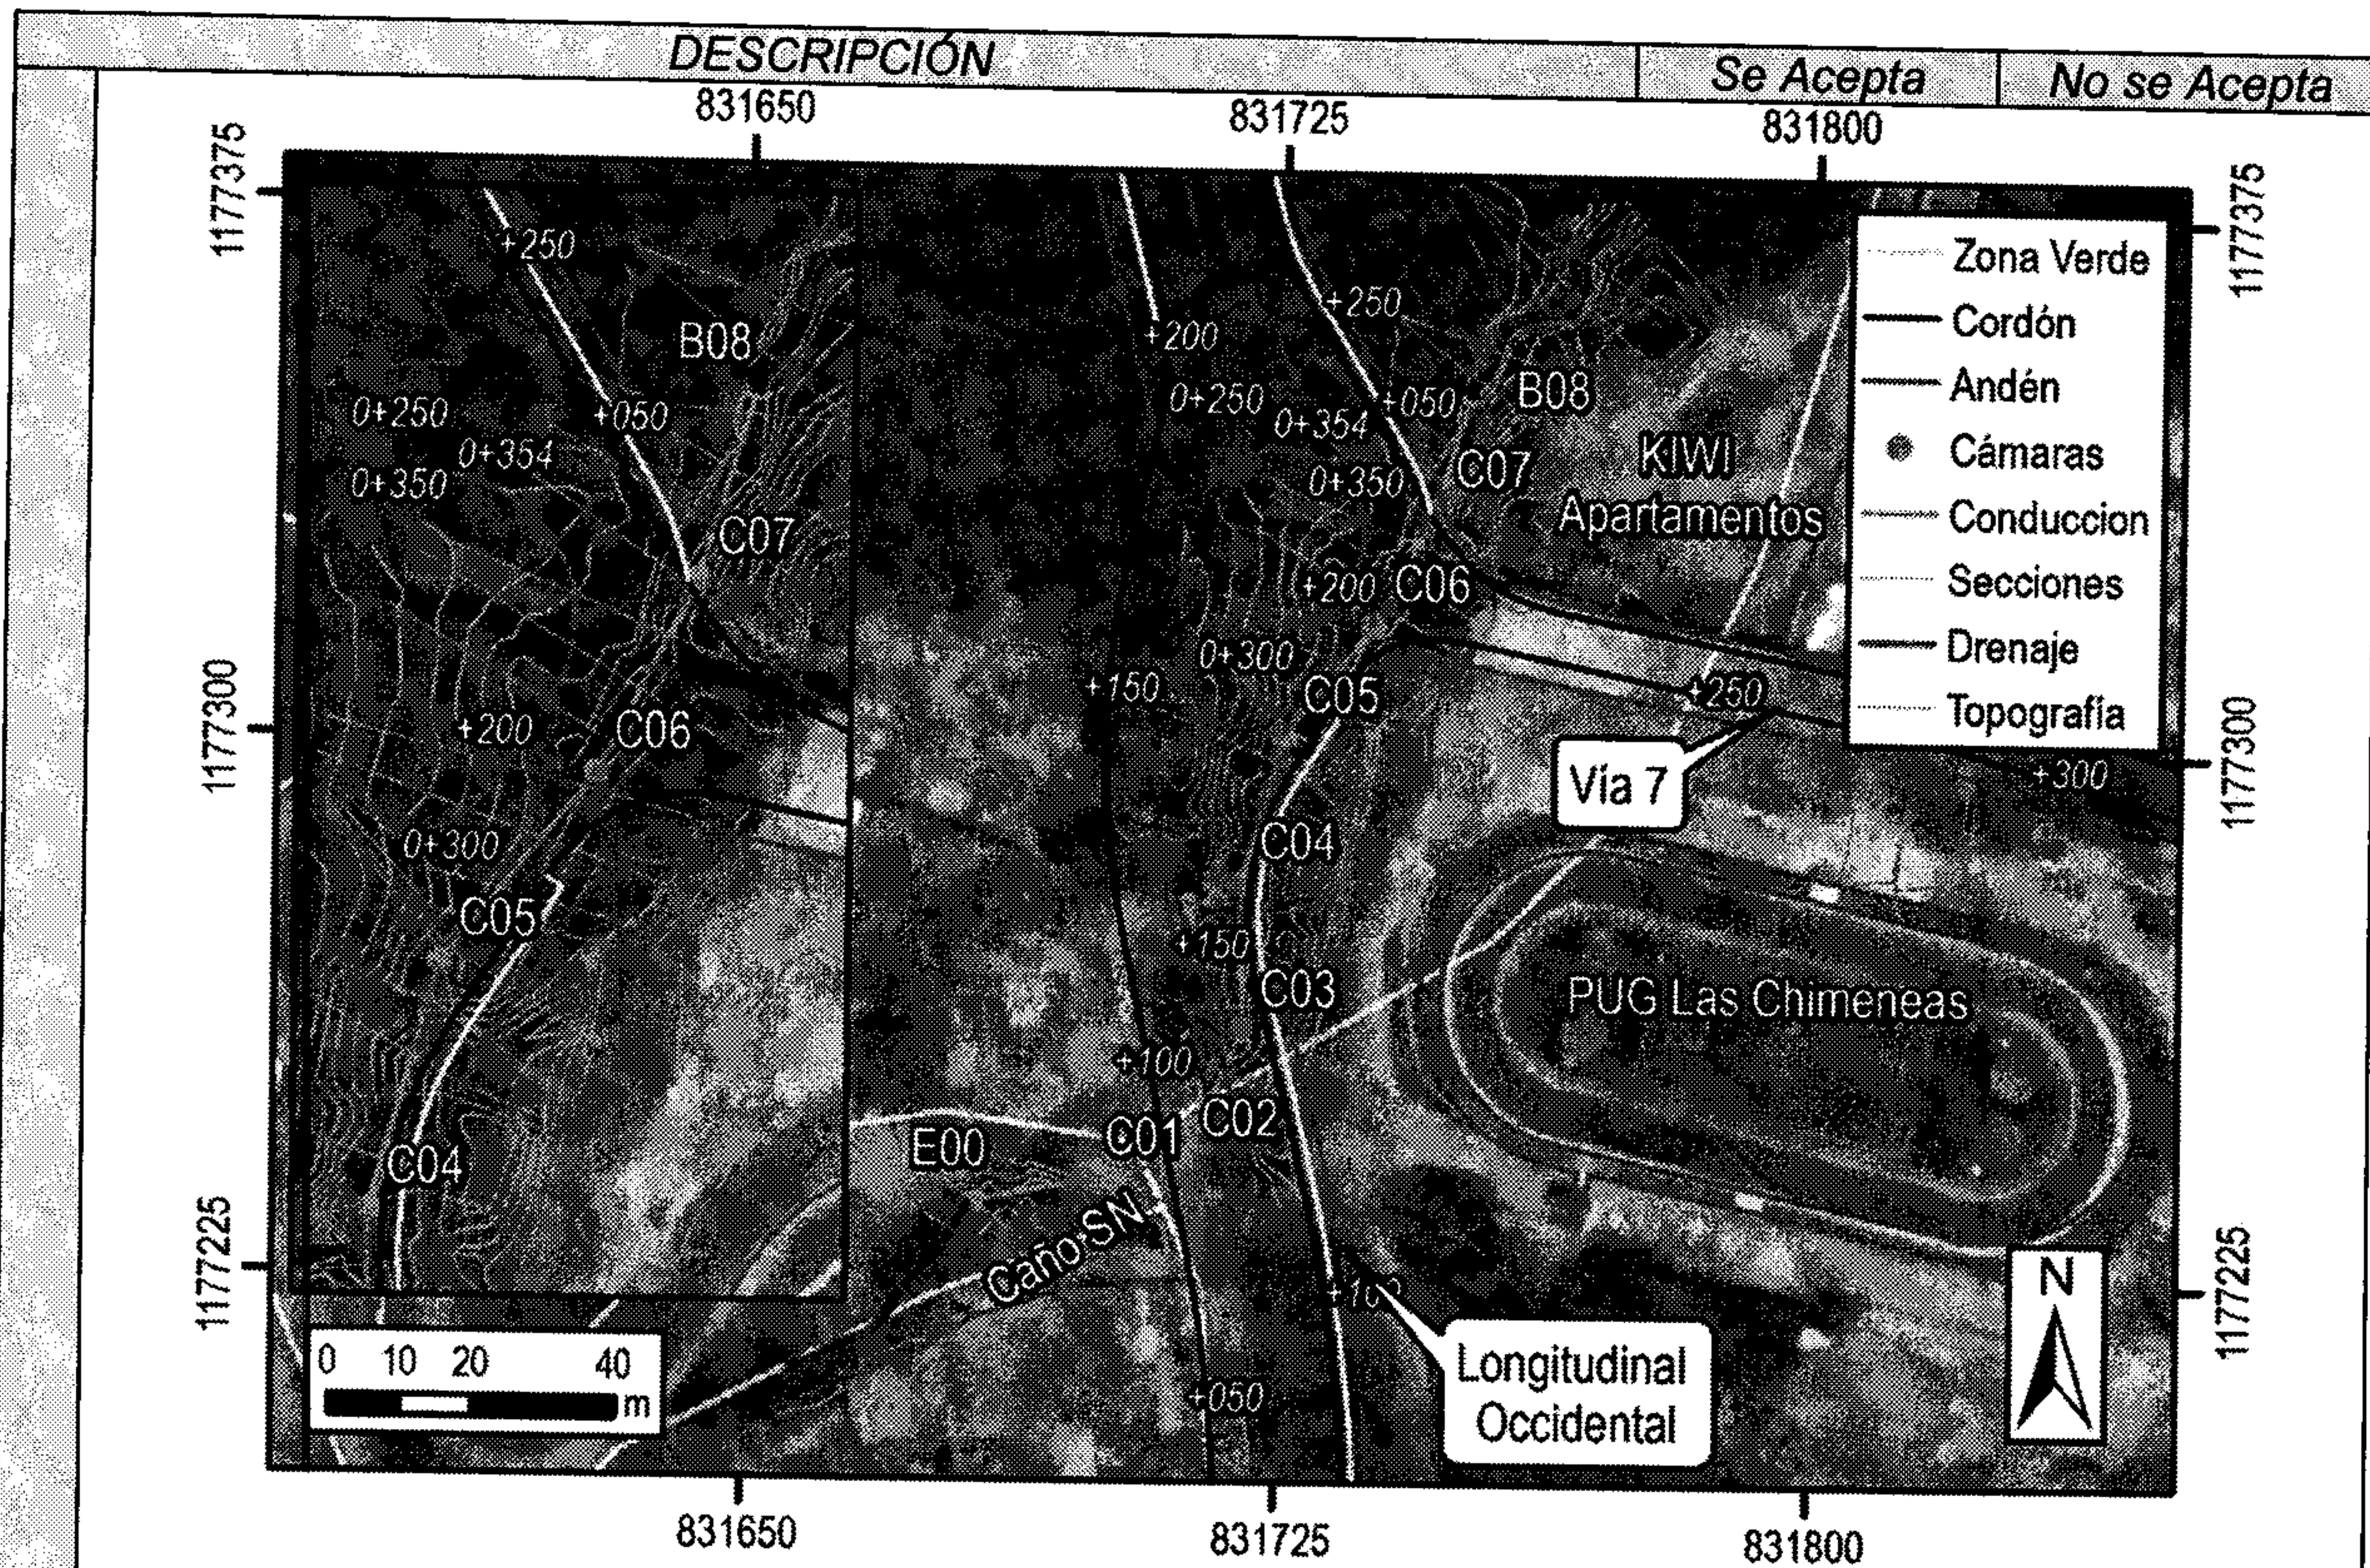 DESCRIPCIÓN
Se Acepta
No se Acepta
831650
831725
831800
1177375
1177375
+250
B08
0+250
+050
0+354
0+350
C07
+200
C06
0+300
C05
C04
+200
+250
0+250
+050
0+354
B08
0+350
C07
KIWI
Apartamentos
+200
C06
0+300
+150
C05
+250
Vía 7
+300
C04
+150
C03
PUG Las Chimeneas
+100
C02
C01
E00
Caño SN
+050
Longitudinal
Occidental
Zona Verde
Cordón
Andén
Cámaras
Conduccion
Secciones
Drenaje
Topografía
1177300
1177300
1177225
1177225
0 10 20 40
m
N
831650
831725
831800